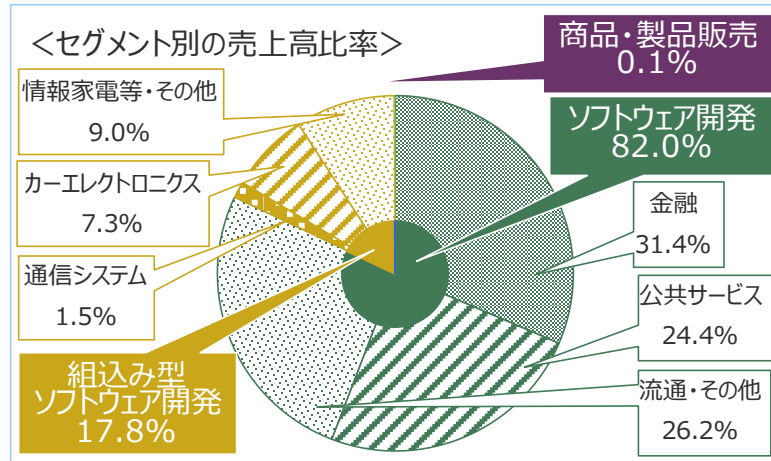 ＜セグメント別の売上高比率＞
商品・製品販売
0.1%
ソフトウェア開発
82.0%
情報家電等・その他
9.0%
カーエレクトロニクス
7.3%
通信システム
1.5%
組込み型
ソフトウェア開発
17.8%
金融
31.4%
公共サービス
24.4%
流通・その他
26.2%